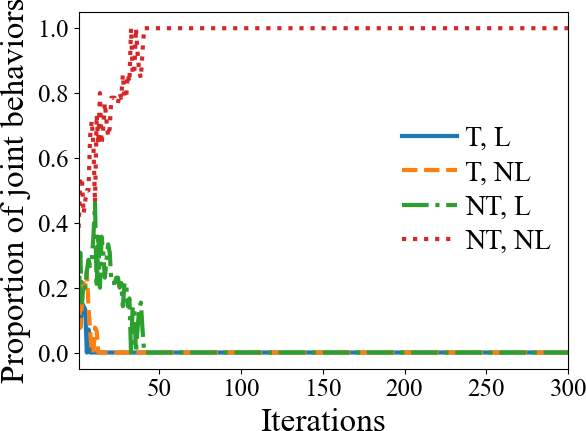 Proportion of joint behaviors
1.0
0.8
0.6
0.4
0.2
0.0
T, L
T, NL
NT, L
NT, NL
50
100
150
200
250
300
Iterations